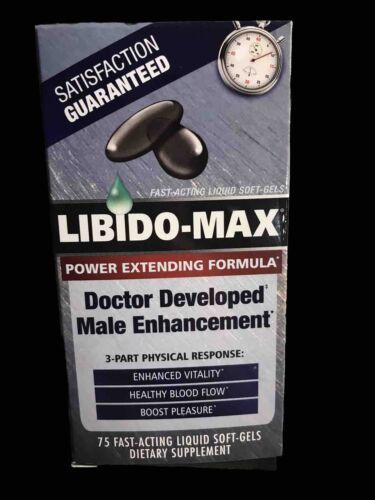 SATISFACTION
GUARANTEED
FAST-ACTING LIQUID SOFT-GELS
LIBIDO-MAX®
POWER EXTENDING FORMULA*
Doctor Developed‡
Male Enhancement*
3-PART PHYSICAL RESPONSE:
ENHANCED VITALITY*
HEALTHY BLOOD FLOW*
BOOST PLEASURE*
75 FAST-ACTING LIQUID SOFT-GELS
DIETARY SUPPLEMENT